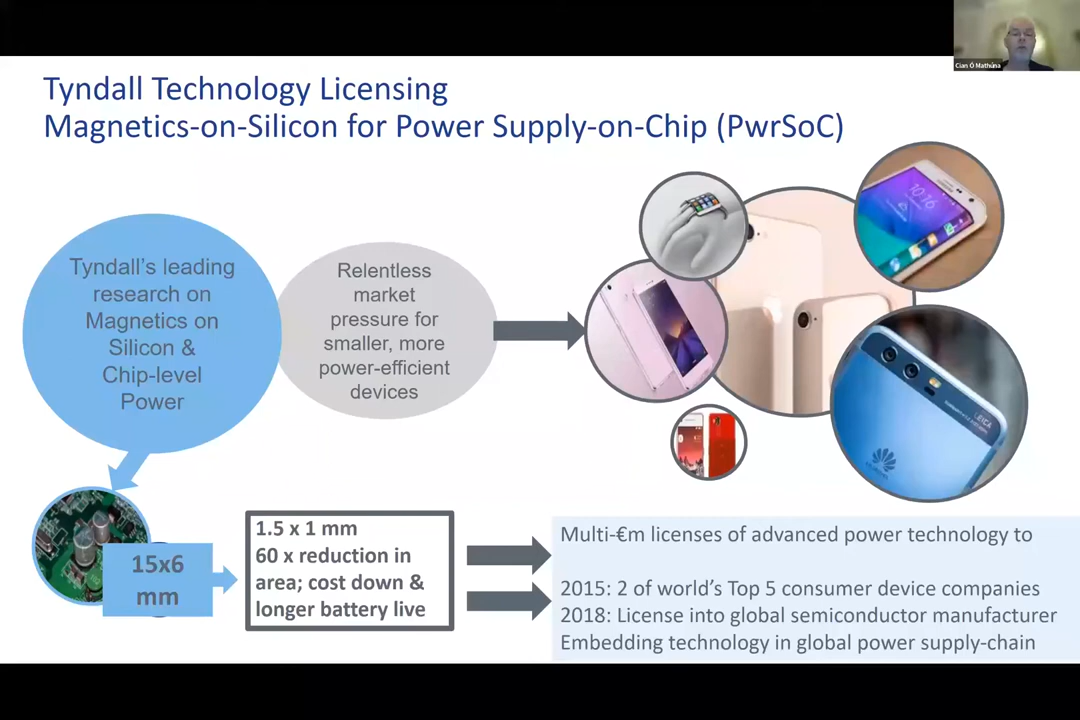 Cian Ó Mathúna
Tyndall Technology Licensing
Magnetics-on-Silicon for Power Supply-on-Chip (PwrSoC)
Tyndall's leading
research on
Magnetics on
Silicon &
Chip-level
Power
Relentless
market
pressure for
smaller, more
power-efficient
devices
10:16
LEICA
HUAWEI
15x6
mm
1.5 x 1 mm
60 x reduction in
area; cost down &
longer battery live
Multi-€m licenses of advanced power technology to
2015: 2 of world's Top 5 consumer device companies
2018: License into global semiconductor manufacturer
Embedding technology in global power supply-chain